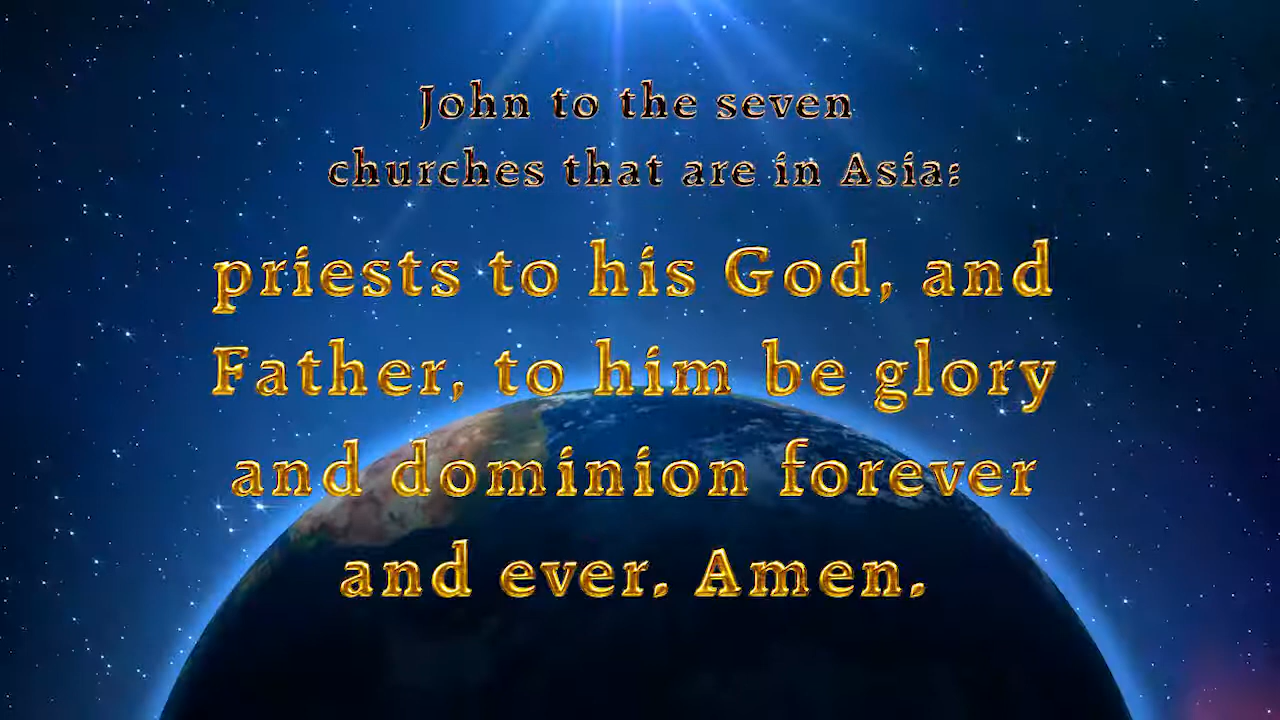 John to the seven
churches that are in Asia:
priests to his God, and
Father, to him be glory
and dominion forever
and ever. Amen.